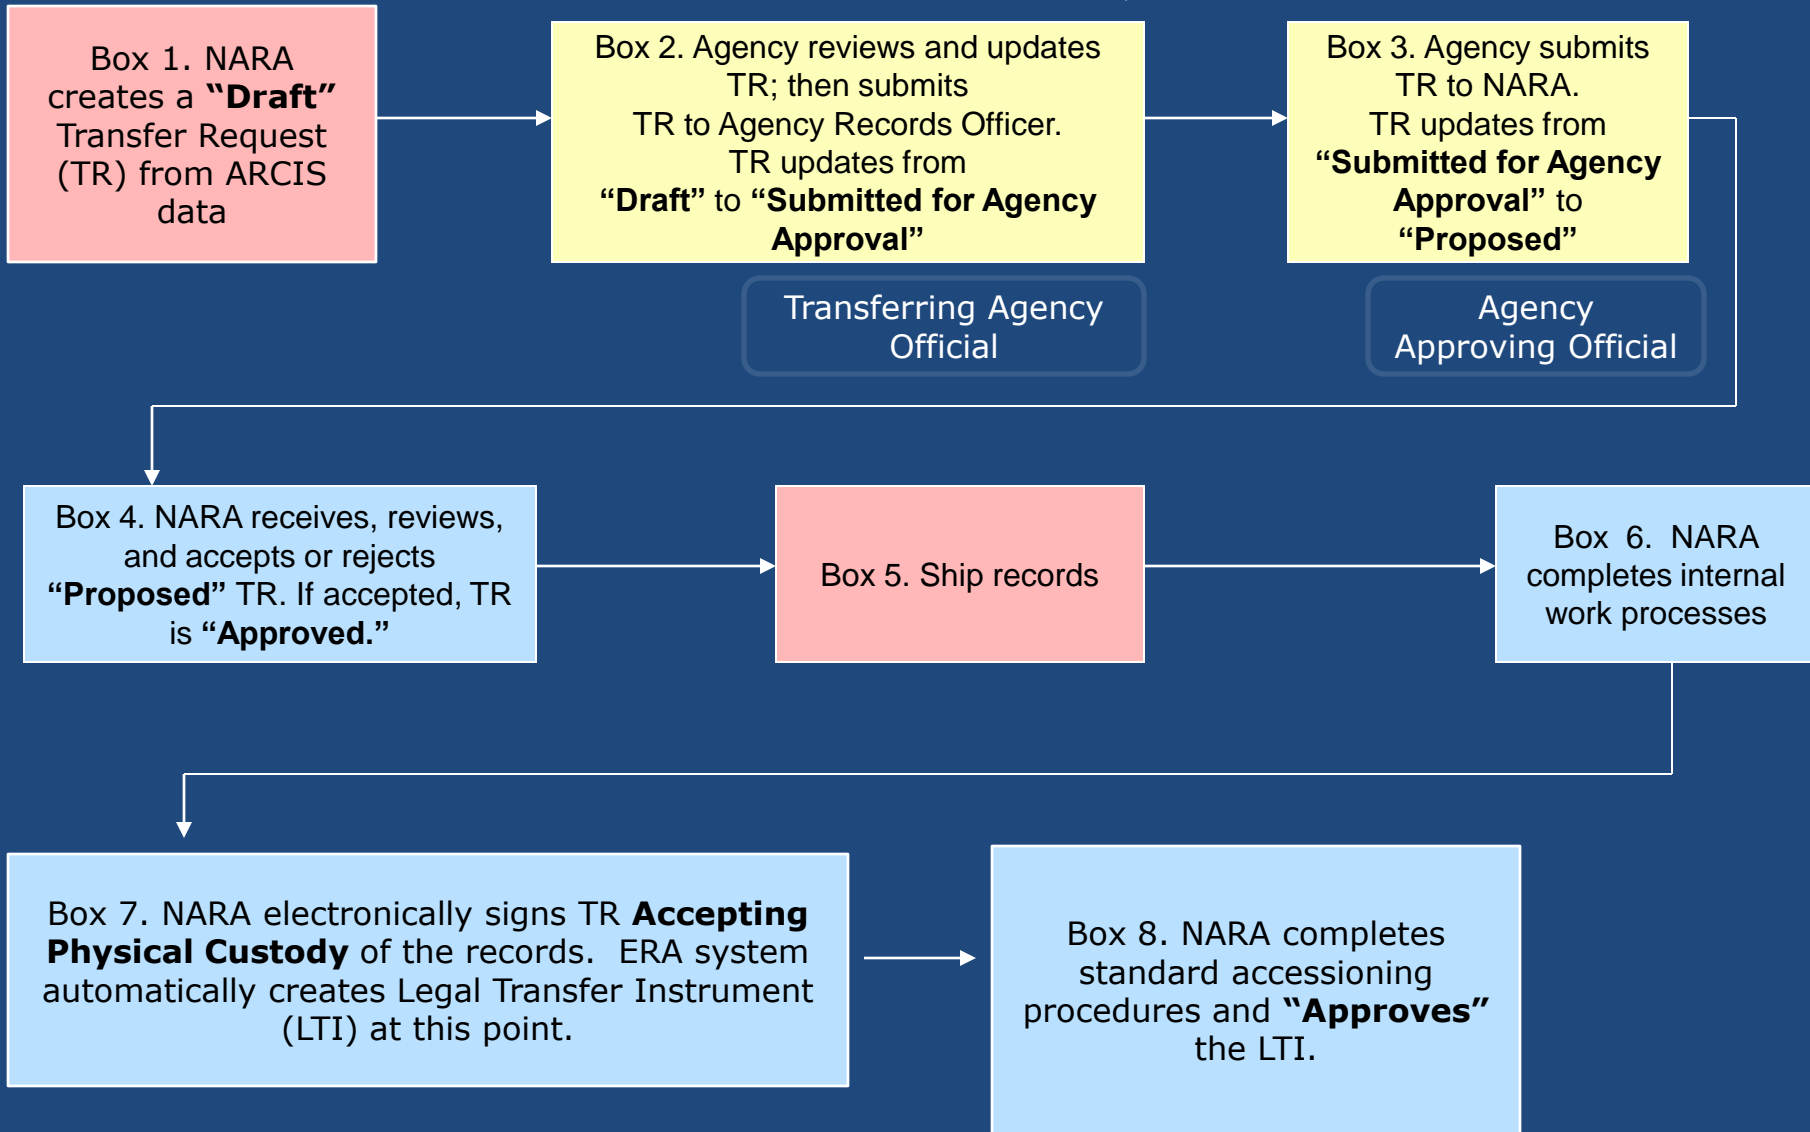 Box 1. NARA
creates a “Draft”
Transfer Request
(TR) from ARCIS
data
Box 2. Agency reviews and updates
TR; then submits
TR to Agency Records Officer.
TR updates from
“Draft” to “Submitted for Agency
Approval”
Box 3. Agency submits
TR to NARA.
TR updates from
“Submitted for Agency
Approval” to
“Proposed”
Transferring Agency
Official
Agency
Approving Official
Box 4. NARA receives, reviews,
and accepts or rejects
“Proposed” TR. If accepted, TR
is “Approved.”
Box 5. Ship records
Box 6. NARA
completes internal
work processes
Box 7. NARA electronically signs TR Accepting
Physical Custody of the records. ERA system
automatically creates Legal Transfer Instrument
(LTI) at this point.
Box 8. NARA completes
standard accessioning
procedures and “Approves”
the LTI.